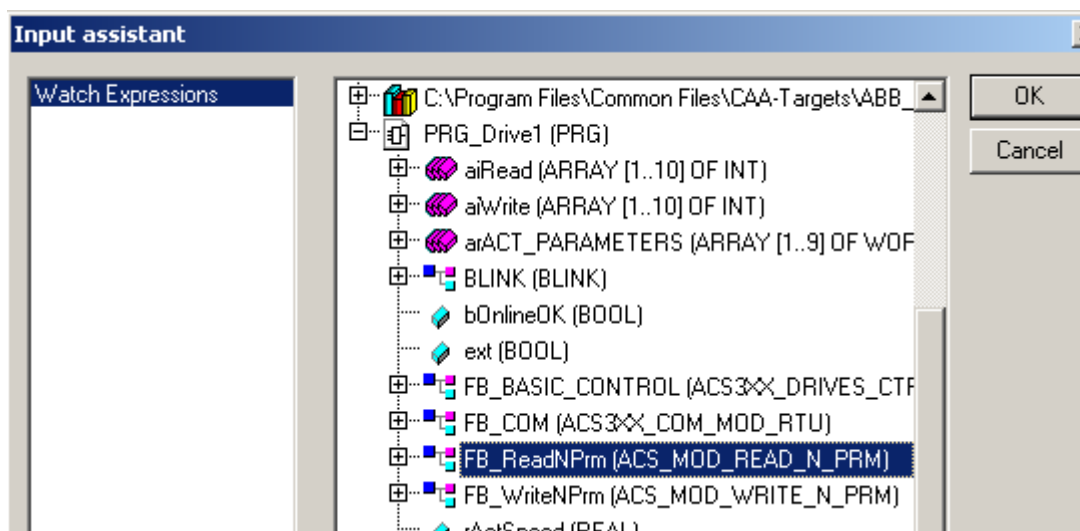 Input assistant
Watch Expressions
C:\Program Files\Common Files\CAA-Targets\ABB_
OK
PRG_Drive1 (PRG)
Cancel
aiRead (ARRAY [1..10] OF INT)
aiWrite (ARRAY [1..10] OF INT)
arACT_PARAMETERS (ARRAY [1..9] OF WOF
BLINK (BLINK)
bOnlineOK (BOOL)
ext (BOOL)
FB_BASIC_CONTROL (ACS3XX_DRIVES_CTF
FB_COM (ACS3XX_COM_MOD_RTU)
FB_ReadNPrm (ACS_MOD_READ_N_PRM)
FB_WriteNPrm (ACS_MOD_WRITE_N_PRM)
rActSpeed (REAL)